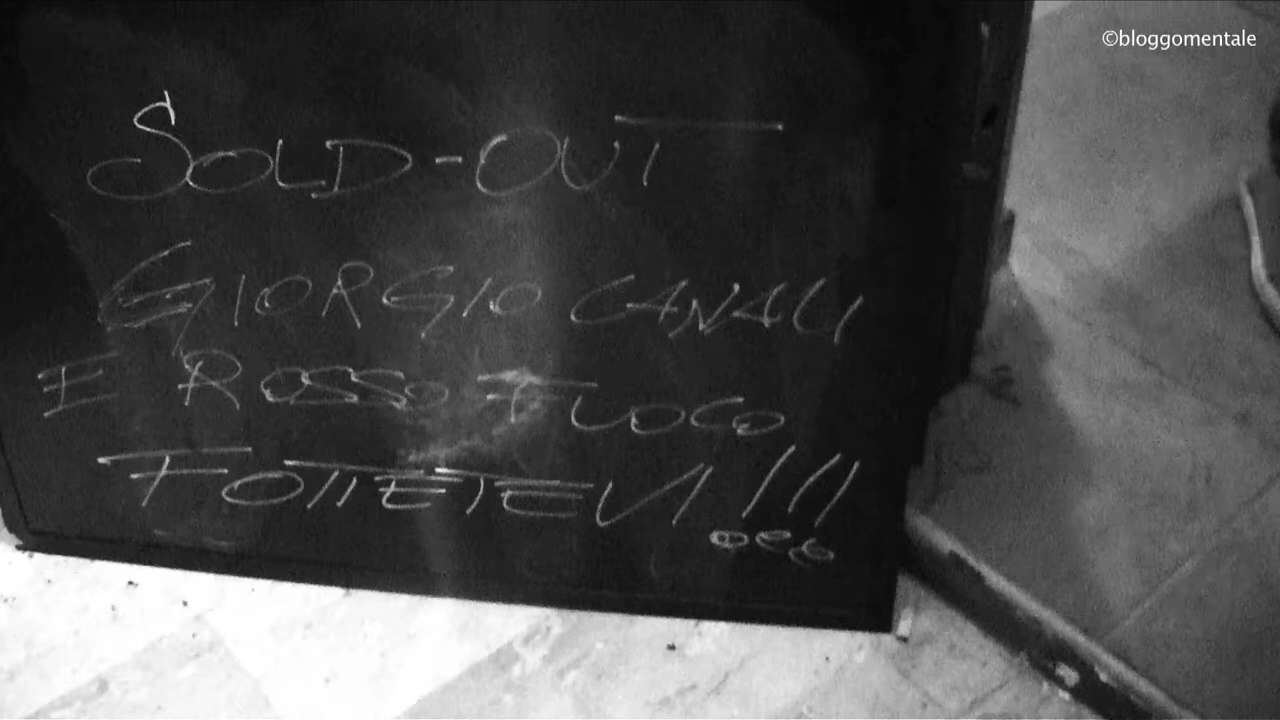 ©bloggomentale
SOLD-OUT
GIORGIO CANALI
E ROSSO FUOCO
FOTTETEVI!!!